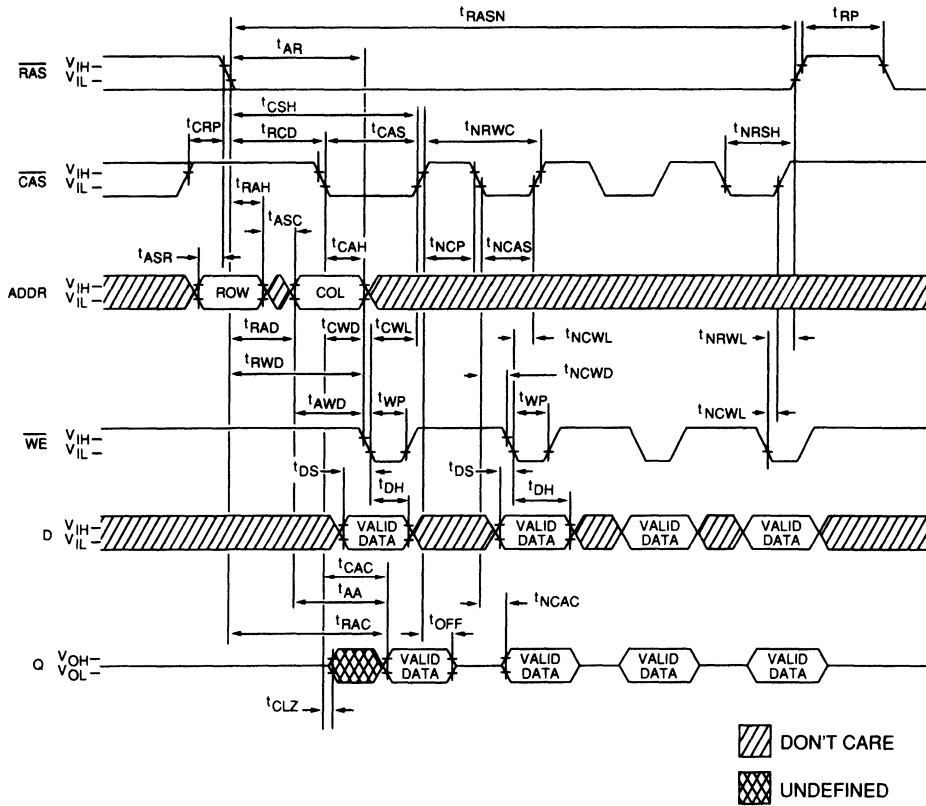 tRASN
tRP
tAR
RAS
VIH
VIL
tCSH
tCRP
tRCD
tCAS
tNRWC
tNRSH
CAS
VIH
VIL
tRAH
tASC
tASR
tCAH
tNCP
tNCAS
ADDR
VIH
VIL
ROW
COL
tRAD
tCWD
tCWL
tNCWL
tNRWL
tRWD
tNCWD
tAWD
tWP
tWP
tNCWL
WE
VIH
VIL
tDS
tDH
tDS
tDH
D
VIH
VIL
VALID DATA
VALID DATA
VALID DATA
VALID DATA
tCAC
tAA
tNCAC
tRAC
tOFF
Q
VOH
VOL
VALID DATA
VALID DATA
VALID DATA
VALID DATA
tCLZ
DON'T CARE
UNDEFINED